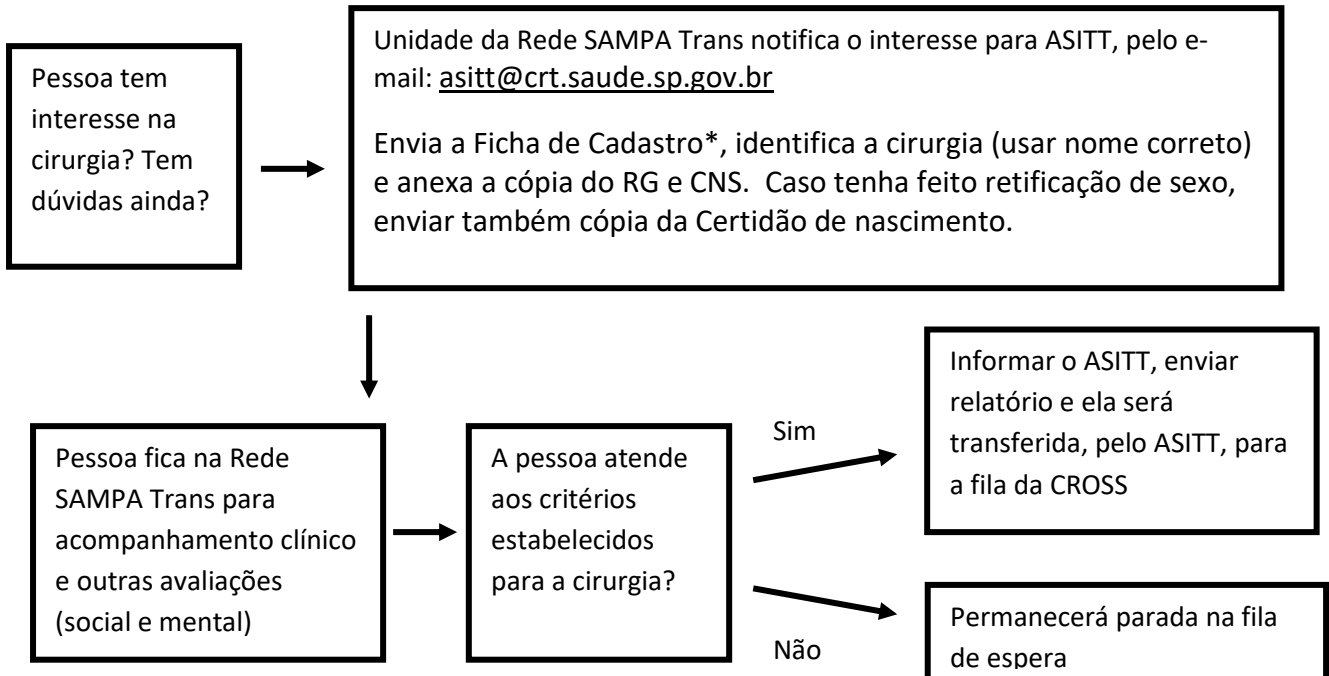 Pessoa tem
interesse na
cirurgia? Tem
dúvidas ainda?
Unidade da Rede SAMPA Trans notifica o interesse para ASITT, pelo e-
mail: asitt@crt.saude.sp.gov.br
Envia a Ficha de Cadastro*, identifica a cirurgia (usar nome correto)
e anexa a cópia do RG e CNS.  Caso tenha feito retificação de sexo,
enviar também cópia da Certidão de nascimento.
Pessoa fica na Rede
SAMPA Trans para
acompanhamento clínico
e outras avaliações
(social e mental)
A pessoa atende
aos critérios
estabelecidos
para a cirurgia?
Sim
Informar o ASITT, enviar
relatório e ela será
transferida, pelo ASITT, para
a fila da CROSS
Não
Permanecerá parada na fila
de espera